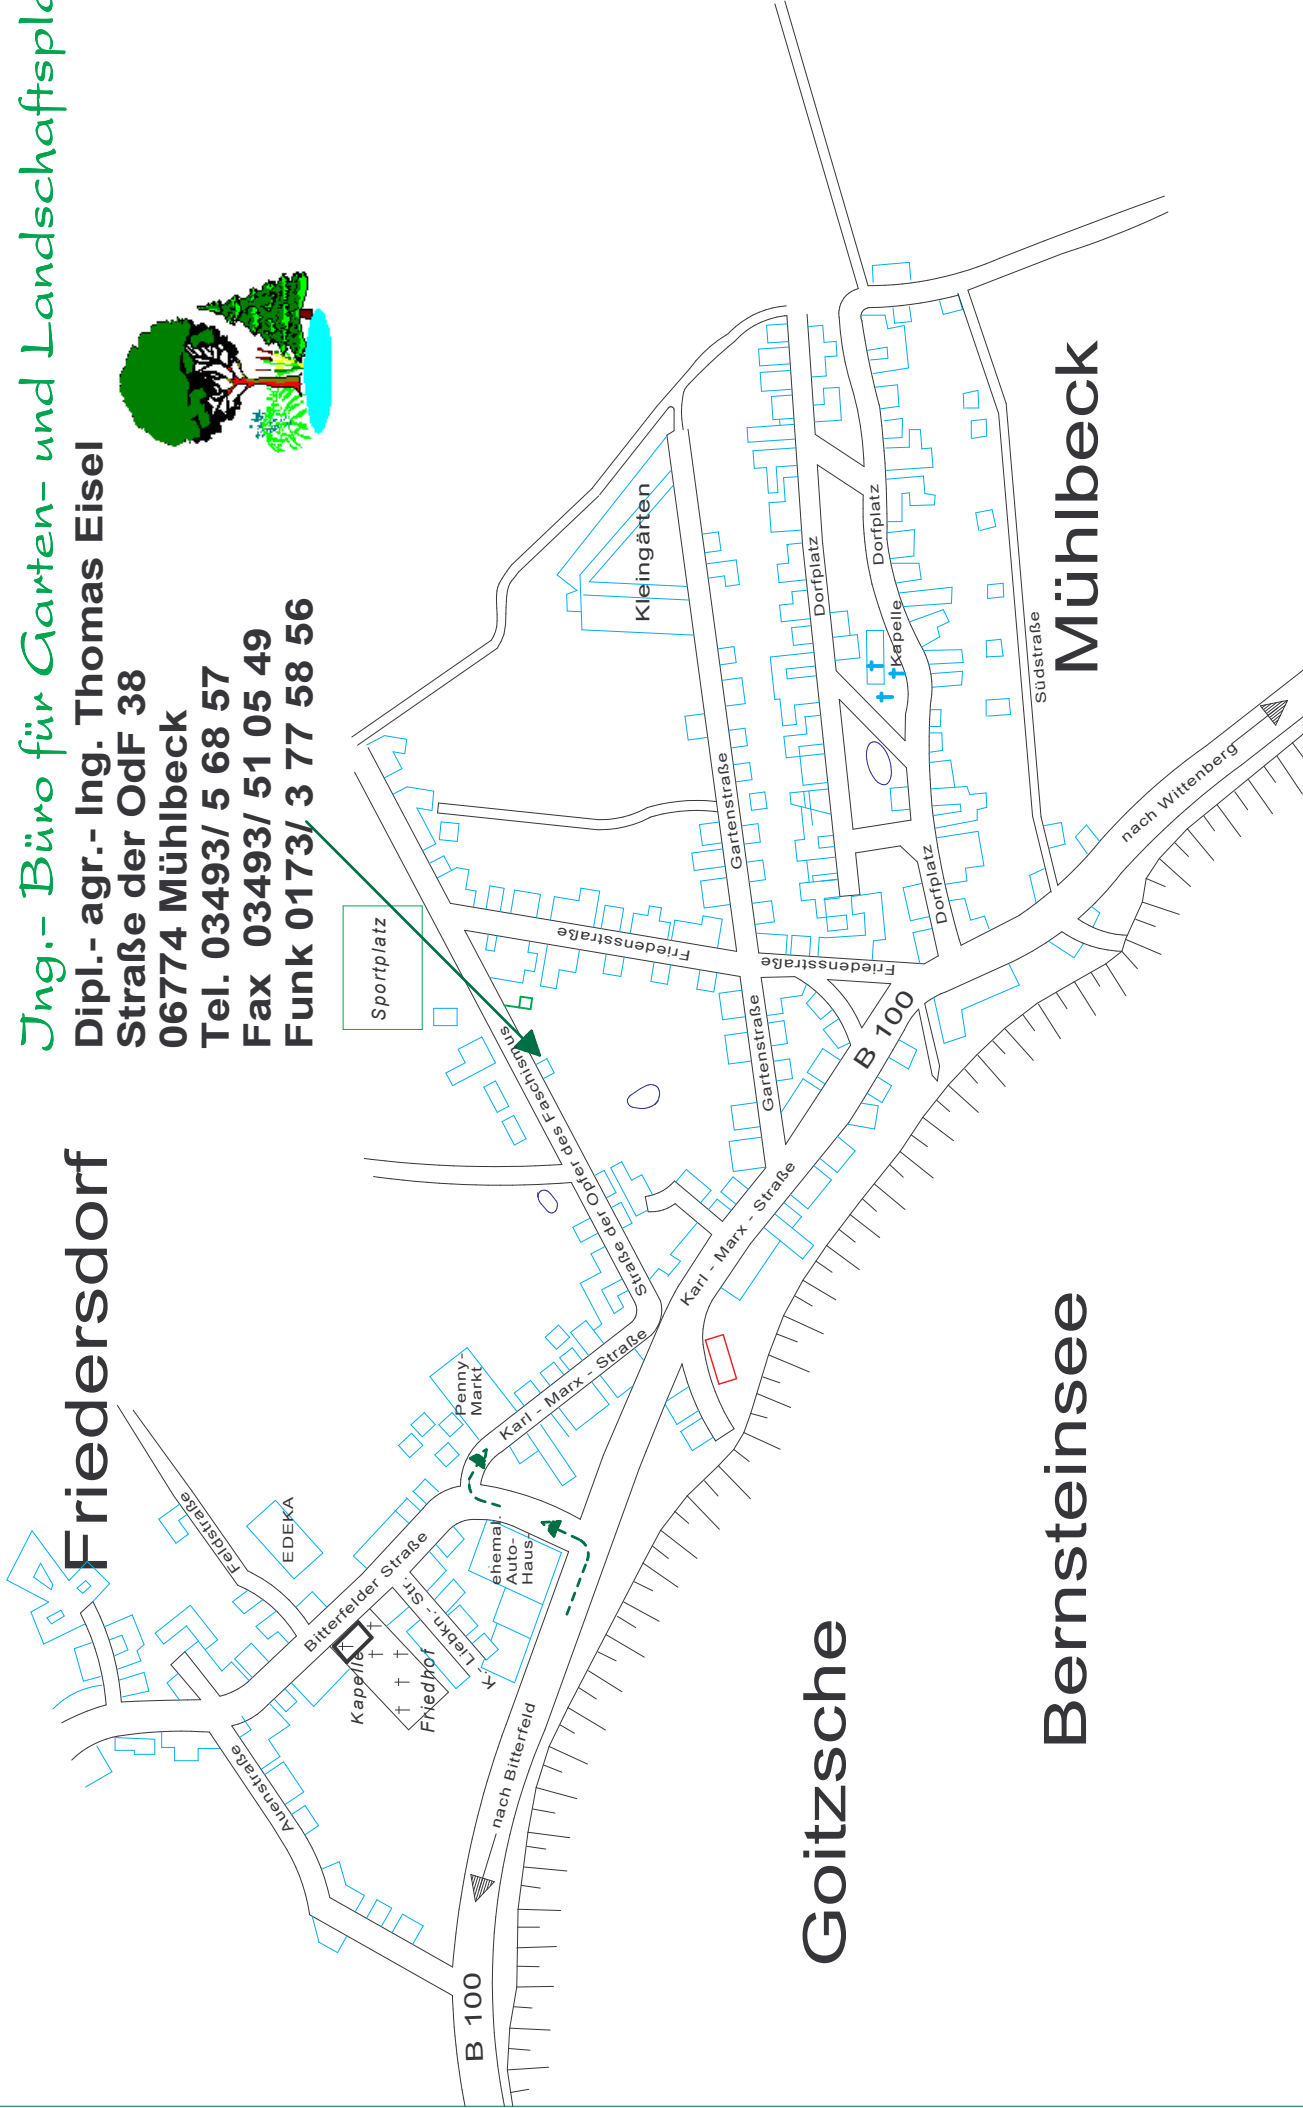 Ing.- Büro für Garten- und Landschaftspla
Dipl.- agr.- Ing. Thomas Eisel
Straße der OdF 38
06774 Mühlbeck
Tel. 03493/ 5 68 57
Fax 03493/ 51 05 49
Funk 0173/ 3 77 58 56
Friedersdorf
Sportplatz
Kleingärten
Mühlbeck
Friedensstraße
Friedensstraße
Gartenstraße
Gartenstraße
Dorfplatz
Dorfplatz
Dorfplatz
Kapelle
Südstraße
nach Wittenberg
B 100
Straße der Opfer des Faschismus
Karl - Marx - Straße
Karl - Marx - Straße
Penny-
Markt
Feldstraße
EDEKA
Bitterfelder Straße
ehemal.
Auto-
Haus
K.- Liebkn.- Str.
Kapelle
Friedhof
Auenstraße
nach Bitterfeld
B 100
Goitzsche
Bernsteinsee